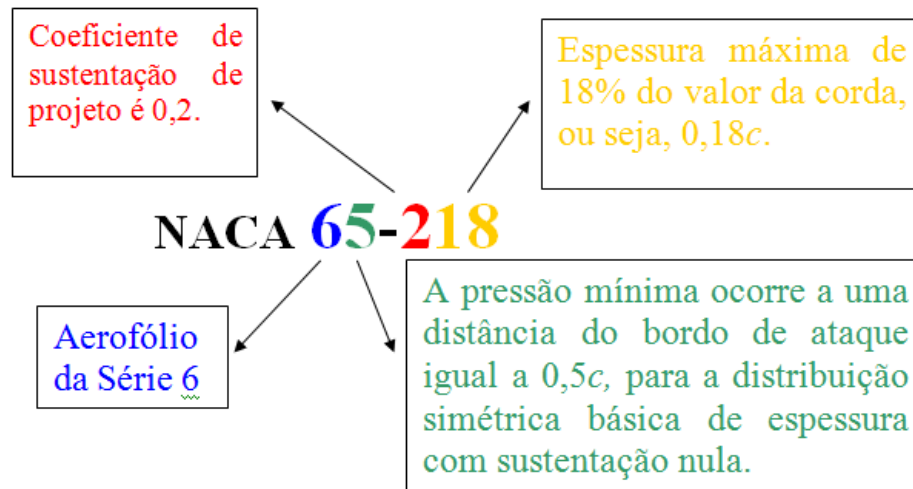 Coeficiente de
sustentação de
projeto é 0,2.
Espessura máxima de
18% do valor da corda,
ou seja, 0,18c.
NACA 65-218
Aerofólio
da Série 6
A pressão mínima ocorre a uma
distância do bordo de ataque
igual a 0,5c, para a distribuição
simétrica básica de espessura
com sustentação nula.